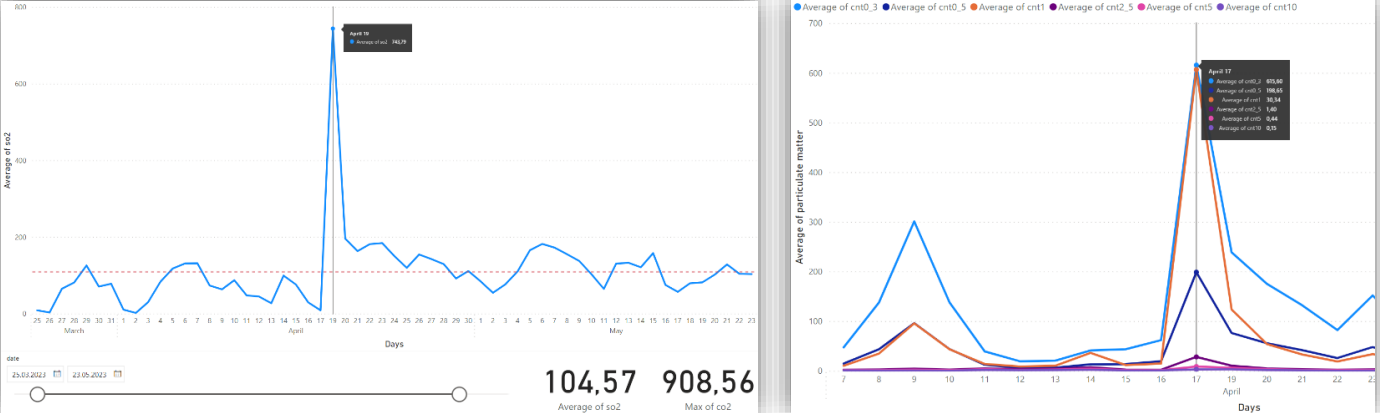 800
600
400
200
0
Average of so2
April 19
Average of so2 743,79
25 26 27 28 29 30 31 1 2 3 4 5 6 7 8 9 10 11 12 13 14 15 16 17 19 20 21 22 23 24 25 26 27 28 29 30 1 2 3 4 5 6 7 8 9 10 11 12 13 14 15 16 17 18 19 20 21 22 23
March April May
Days
date
25.03.2023 23.05.2023
104,57
Average of so2
908,56
Max of co2
Average of cnt0_3 Average of cnt0_5 Average of cnt1 Average of cnt2_5 Average of cnt5 Average of cnt10
700
600
500
400
300
200
100
0
Average of particulate matter
April 17
Average of cnt0_3 615,60
Average of cnt0_5 198,65
Average of cnt1 30,54
Average of cnt2_5 1,40
Average of cnt5 0,44
Average of cnt10 0,15
7 8 9 10 11 12 13 14 15 16 17 19 20 21 22 23
April
Days